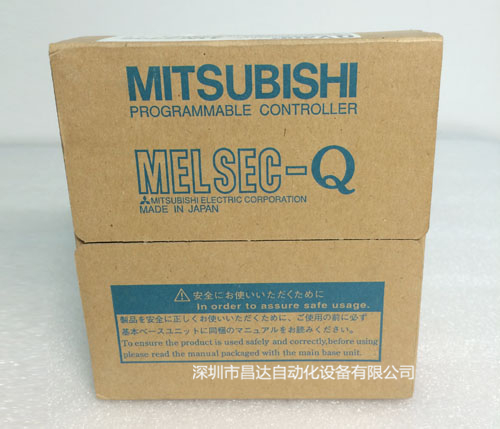 MITSUBISHI
PROGRAMMABLE CONTROLLER
MELSEC-Q
MITSUBISHI ELECTRIC CORPORATION
MADE IN JAPAN
安全にお使いいただくために
In order to assure safe usage.
製品を安全に正しくお使いいただくために、ご使用の前に必ず
基本ベースユニットに同梱のマニュアルをお読みください。
To ensure the product is used safely and correctly,before using
please read the manual packaged with the main base unit.
深圳市昌达自动化设备有限公司